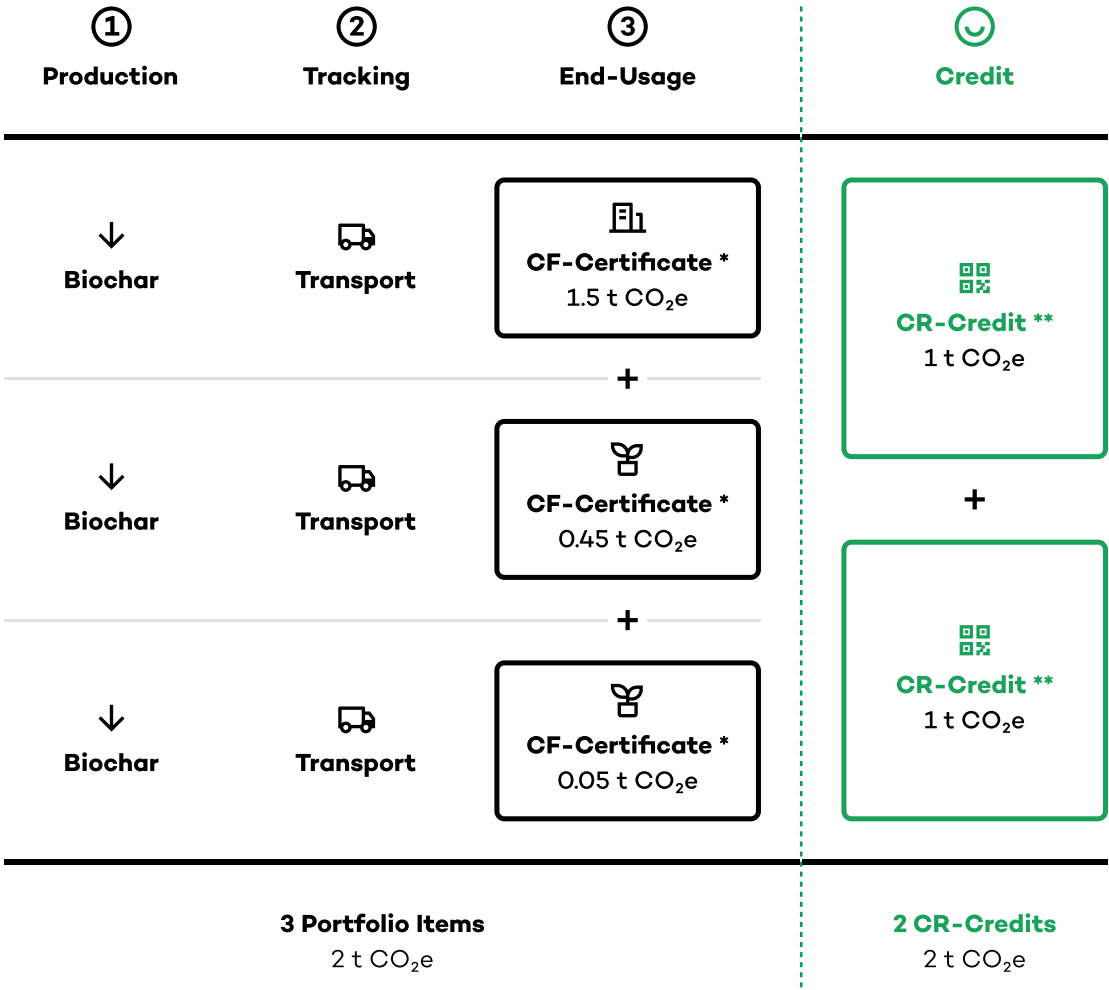 1
2
3
Production
Tracking
End-Usage
Credit
Biochar
Transport
CF-Certificate *
1.5 t CO₂e
CR-Credit **
1 t CO₂e
+
Biochar
Transport
CF-Certificate *
0.45 t CO₂e
+
+
Biochar
Transport
CF-Certificate *
0.05 t CO₂e
CR-Credit **
1 t CO₂e
3 Portfolio Items
2 t CO₂e
2 CR-Credits
2 t CO₂e